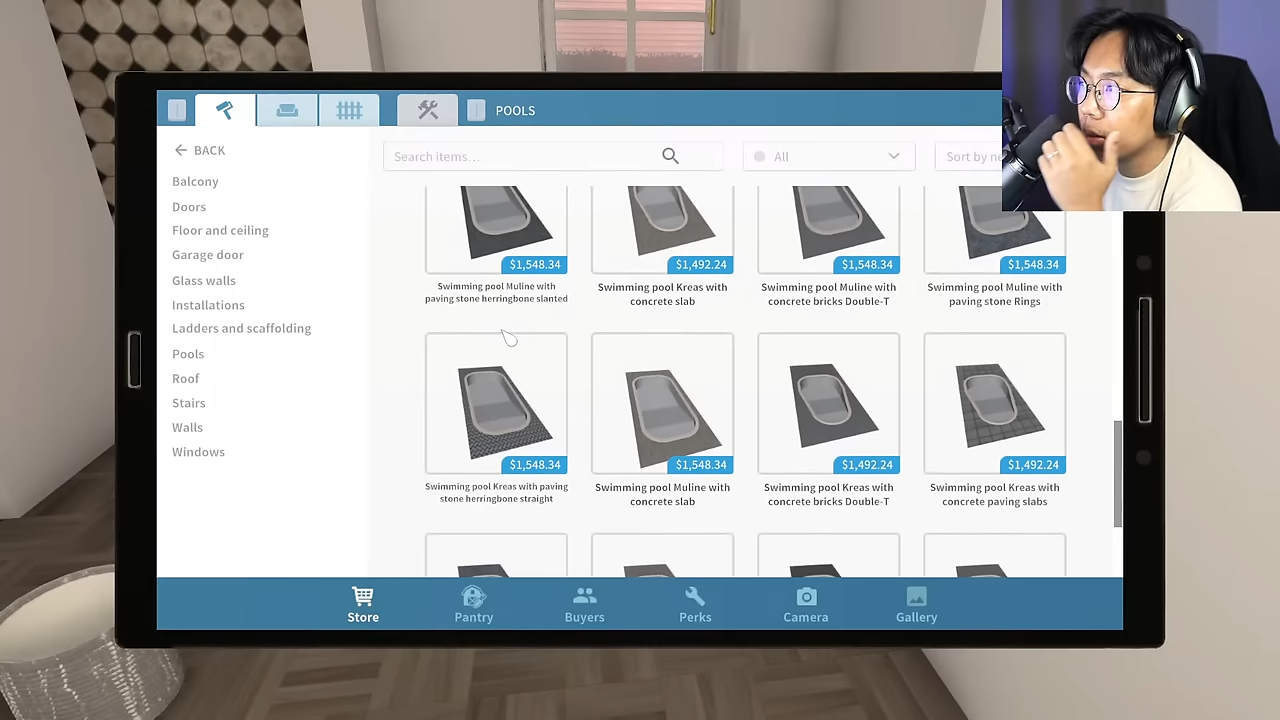 POOLS
BACK
Search items...
All
Sort by
Balcony
Doors
Floor and ceiling
Garage door
Glass walls
Installations
Ladders and scaffolding
Pools
Roof
Stairs
Walls
Windows
$1,548.34
$1,492.24
$1,548.34
$1,548.34
Swimming pool Muline with
paving stone herringbone slanted
Swimming pool Kreas with
concrete slab
Swimming pool Muline with
concrete bricks Double-T
Swimming pool Muline with
paving stone Rings
$1,548.34
$1,548.34
$1,492.24
$1,492.24
Swimming pool Kreas with paving
stone herringbone straight
Swimming pool Muline with
concrete slab
Swimming pool Kreas with
concrete bricks Double-T
Swimming pool Kreas with
concrete paving slabs
Store
Pantry
Buyers
Perks
Camera
Gallery